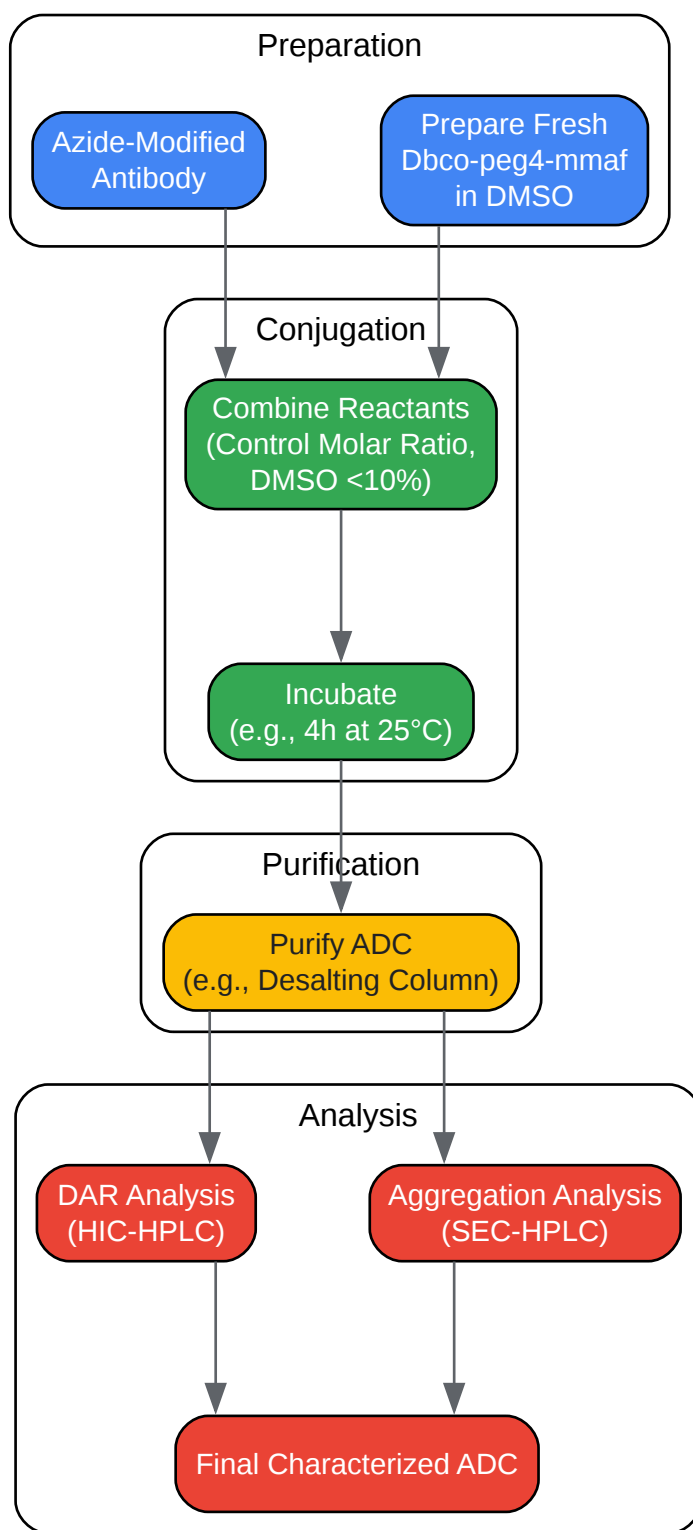 Preparation
Azide-Modified
Antibody
Prepare Fresh
Dbco-peg4-mmaf
in DMSO
Conjugation
Combine Reactants
(Control Molar Ratio,
DMSO <10%)
Incubate
(e.g., 4h at 25°C)
Purification
Purify ADC
(e.g., Desalting Column)
Analysis
DAR Analysis
(HIC-HPLC)
Aggregation Analysis
(SEC-HPLC)
Final Characterized ADC